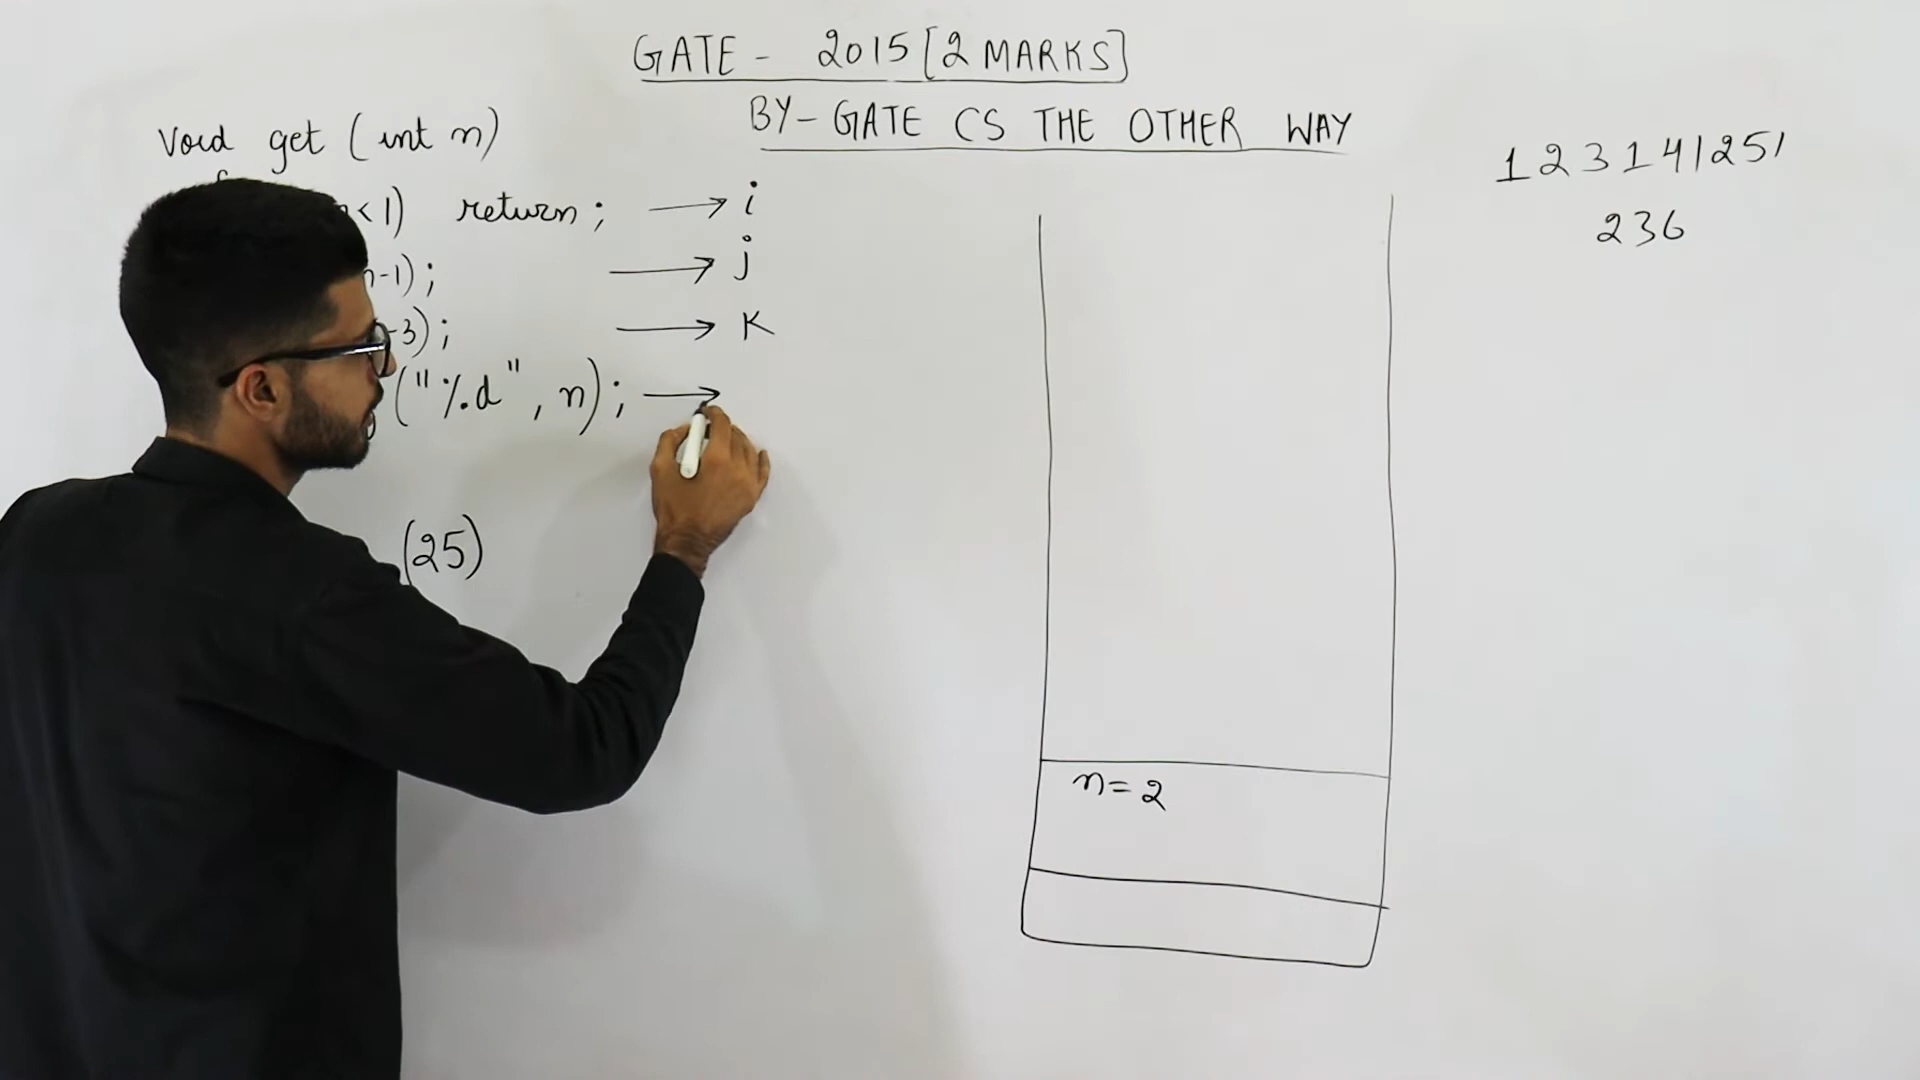 GATE - 2015 [2 MARKS]
BY - GATE CS THE OTHER WAY
Void get (int n)
<1) return; → i
-1); → j
-3); → K
("%.d", n); →
(25)
n=2
123141251
236